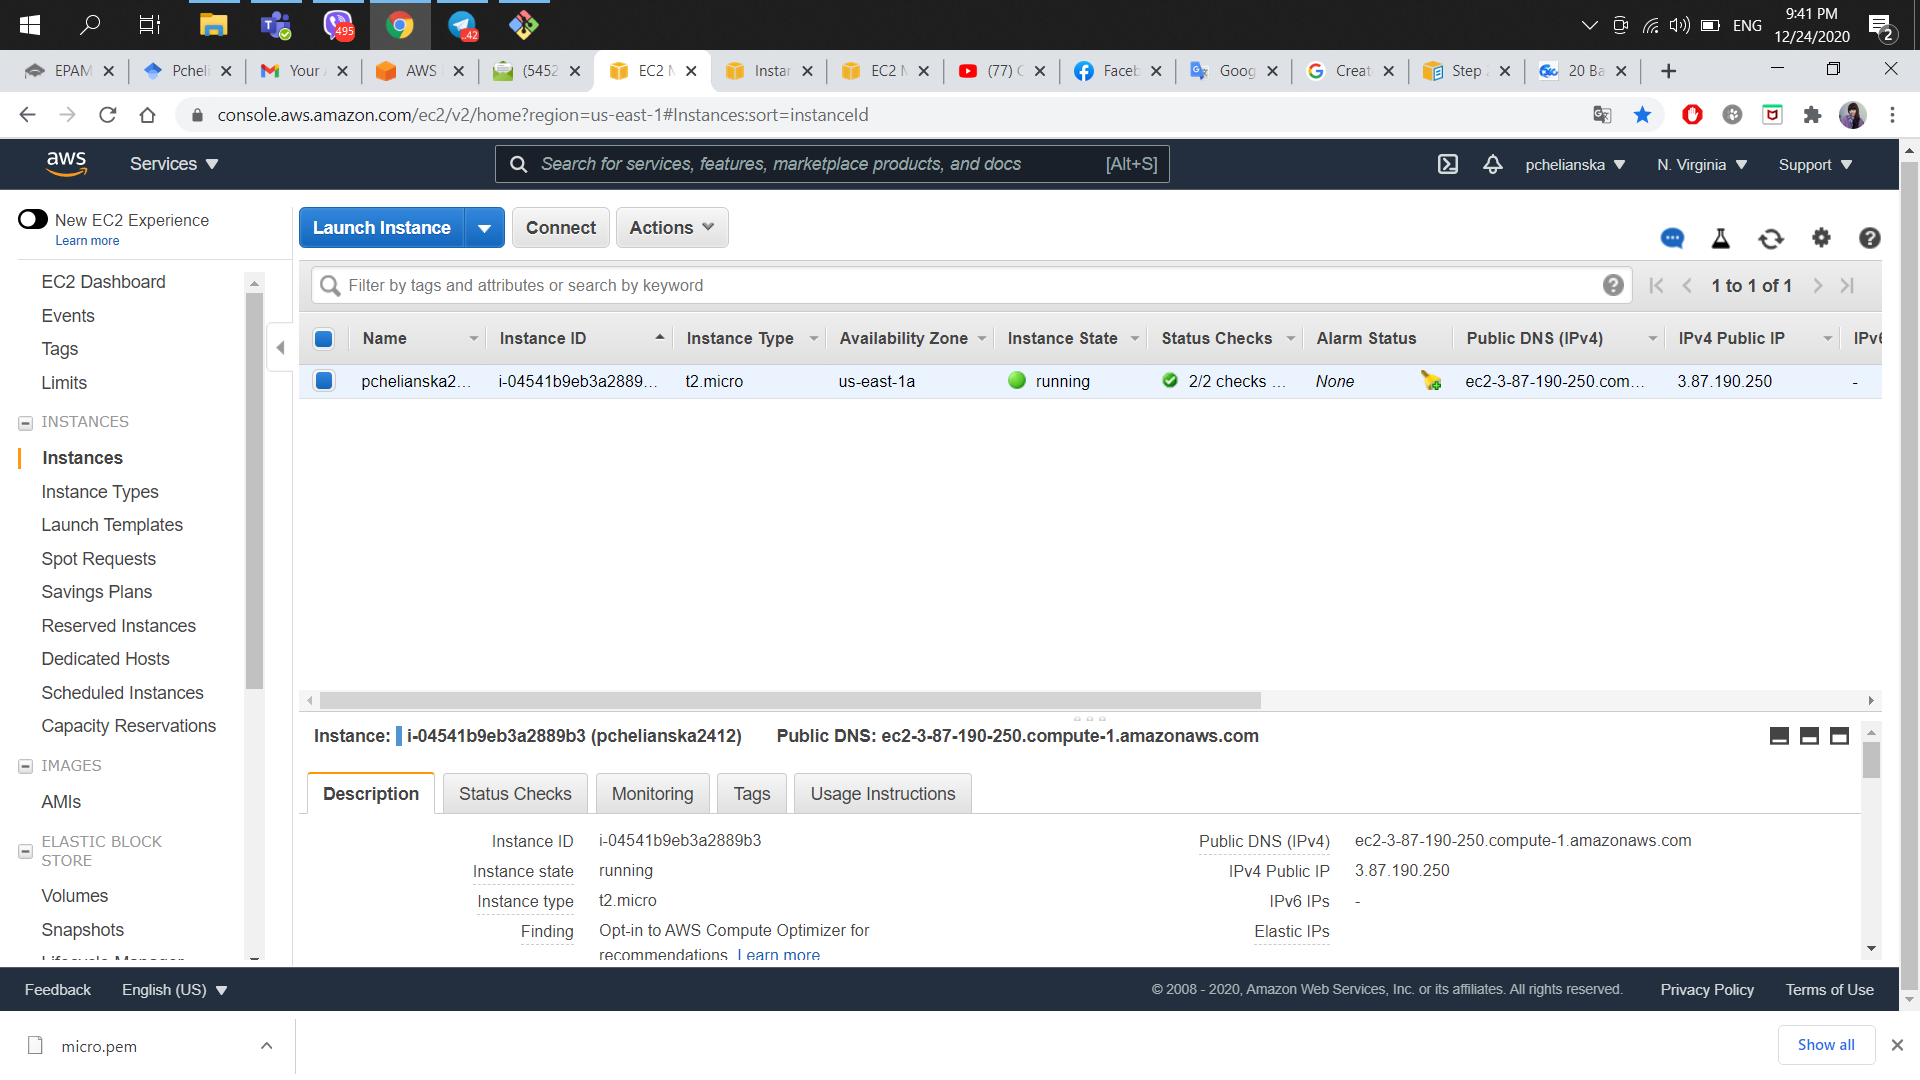 495
42
ENG
9:41 PM
12/24/2020
2
EPAM
Pcheli
Your
AWS
(5452
EC2 M
Instar
EC2 M
(77)
Faceb
Goog
Creat
Step
20 Ba
console.aws.amazon.com/ec2/v2/home?region=us-east-1#Instances:sort=instanceId
aws
Services
Search for services, features, marketplace products, and docs [Alt+S]
pchelianska
N. Virginia
Support
New EC2 Experience
Learn more
Launch Instance
Connect
Actions
EC2 Dashboard
Events
Tags
Limits
INSTANCES
Instances
Instance Types
Launch Templates
Spot Requests
Savings Plans
Reserved Instances
Dedicated Hosts
Scheduled Instances
Capacity Reservations
IMAGES
AMIs
ELASTIC BLOCK
STORE
Volumes
Snapshots
Lifecycle Manager
Filter by tags and attributes or search by keyword
1 to 1 of 1
Name Instance ID Instance Type Availability Zone Instance State Status Checks Alarm Status Public DNS (IPv4) IPv4 Public IP IPv6
pchelianska2... i-04541b9eb3a2889... t2.micro us-east-1a running 2/2 checks ... None ec2-3-87-190-250.com... 3.87.190.250 -
Instance: i-04541b9eb3a2889b3 (pchelianska2412) Public DNS: ec2-3-87-190-250.compute-1.amazonaws.com
Description
Status Checks
Monitoring
Tags
Usage Instructions
Instance ID i-04541b9eb3a2889b3
Instance state running
Instance type t2.micro
Finding Opt-in to AWS Compute Optimizer for
recommendations. Learn more
Public DNS (IPv4) ec2-3-87-190-250.compute-1.amazonaws.com
IPv4 Public IP 3.87.190.250
IPv6 IPs -
Elastic IPs
Feedback
English (US)
© 2008 - 2020, Amazon Web Services, Inc. or its affiliates. All rights reserved.
Privacy Policy
Terms of Use
micro.pem
Show all